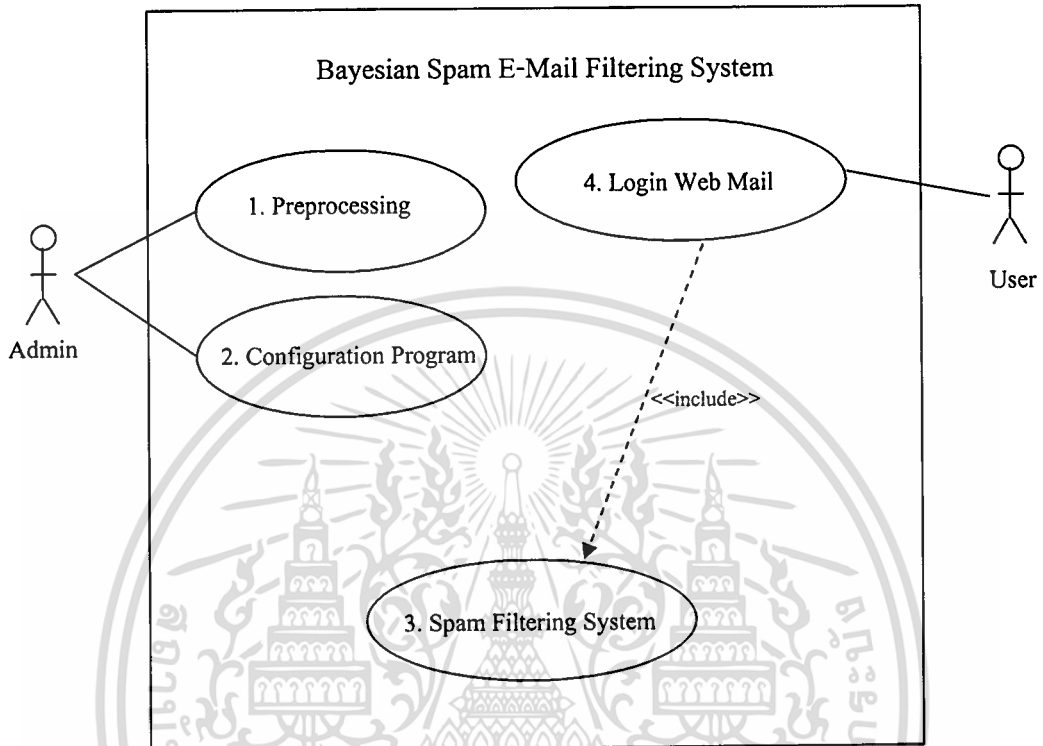 Bayesian Spam E-Mail Filtering System
4. Login Web Mail
1. Preprocessing
User
Admin
2. Configuration Program
<<include>>
3. Spam Filtering System